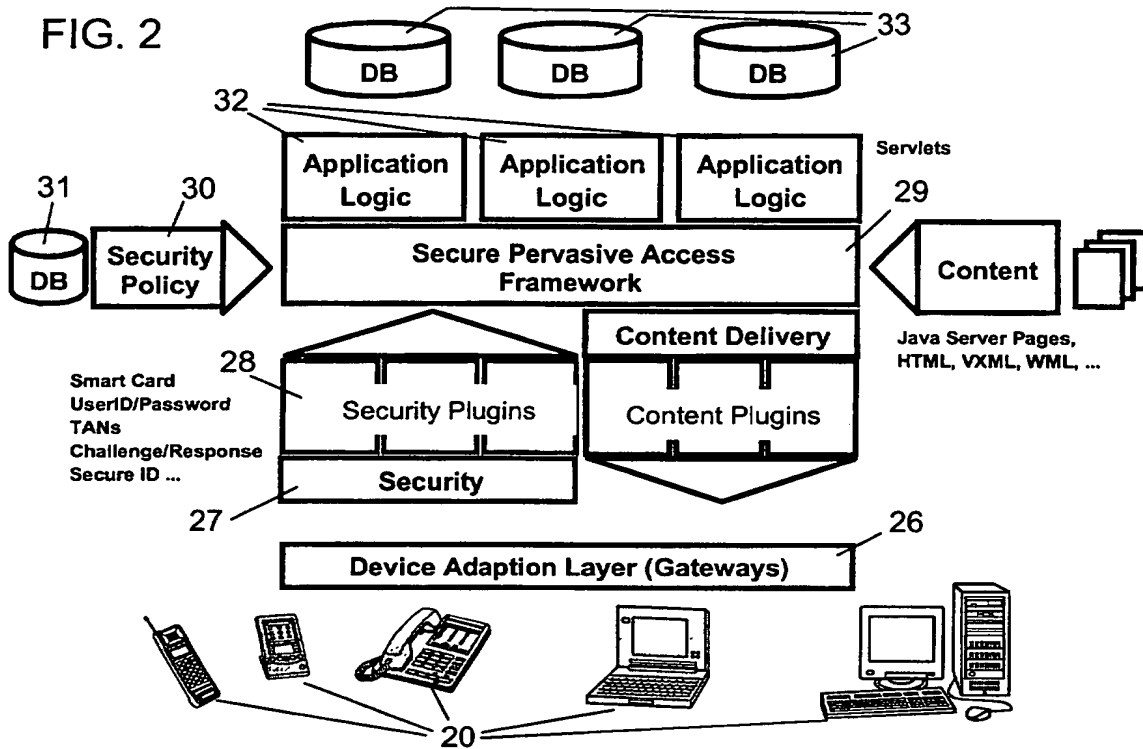 FIG. 2
33
DB
DB
DB
32
Application
Logic
Application
Logic
Application
Logic
Servlets
31
30
29
DB
Security
Policy
Secure Pervasive Access
Framework
Content
Content Delivery
Java Server Pages,
HTML, VXML, WML, ...
28
Smart Card
UserID/Password
TANs
Challenge/Response
Secure ID ...
Security Plugins
Content Plugins
Security
27
26
Device Adaption Layer (Gateways)
20